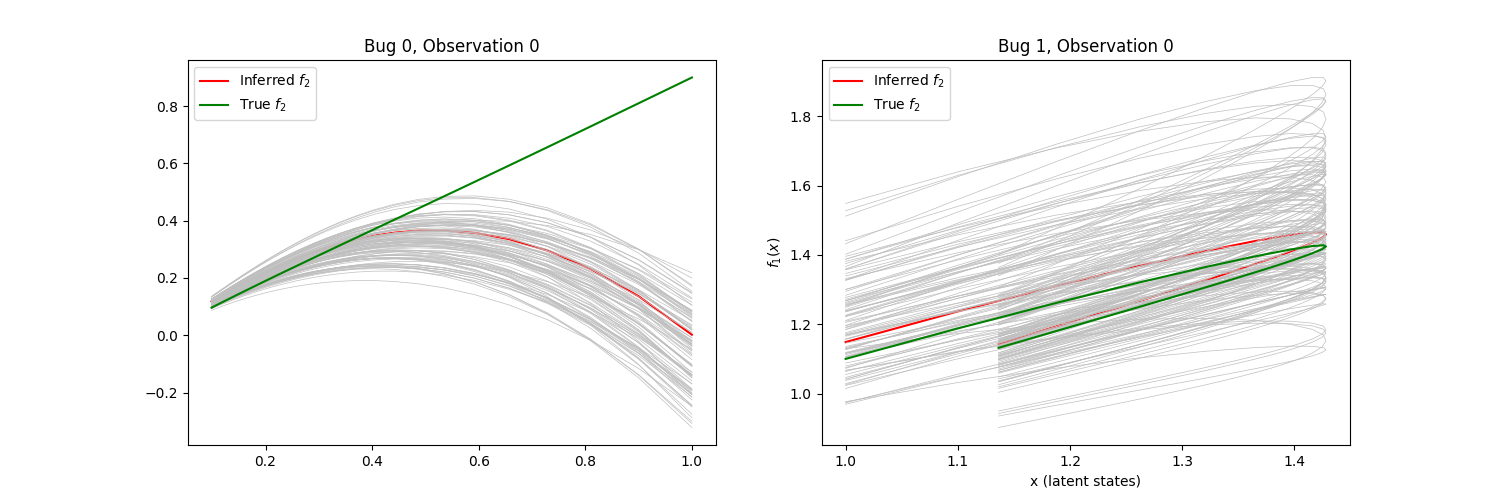 Bug 0, Observation 0
Inferred f₂
True f₂
0.8
0.6
0.4
0.2
0.0
−0.2
0.2 0.4 0.6 0.8 1.0
Bug 1, Observation 0
Inferred f₂
True f₂
f₁(x)
1.8
1.6
1.4
1.2
1.0
1.0 1.1 1.2 1.3 1.4
x (latent states)